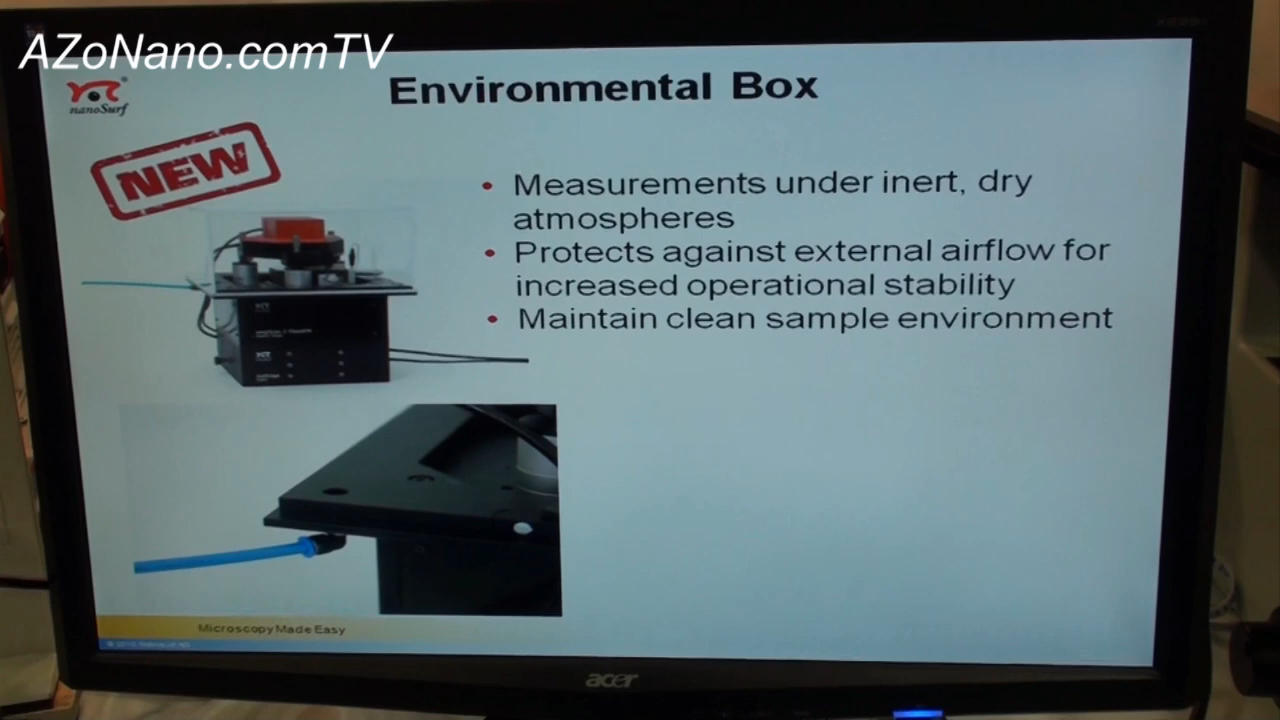 AZoNano.comTV
nanoSurf
Environmental Box
NEW
• Measurements under inert, dry
atmospheres
• Protects against external airflow for
increased operational stability
• Maintain clean sample environment
Microscopy Made Easy
acer